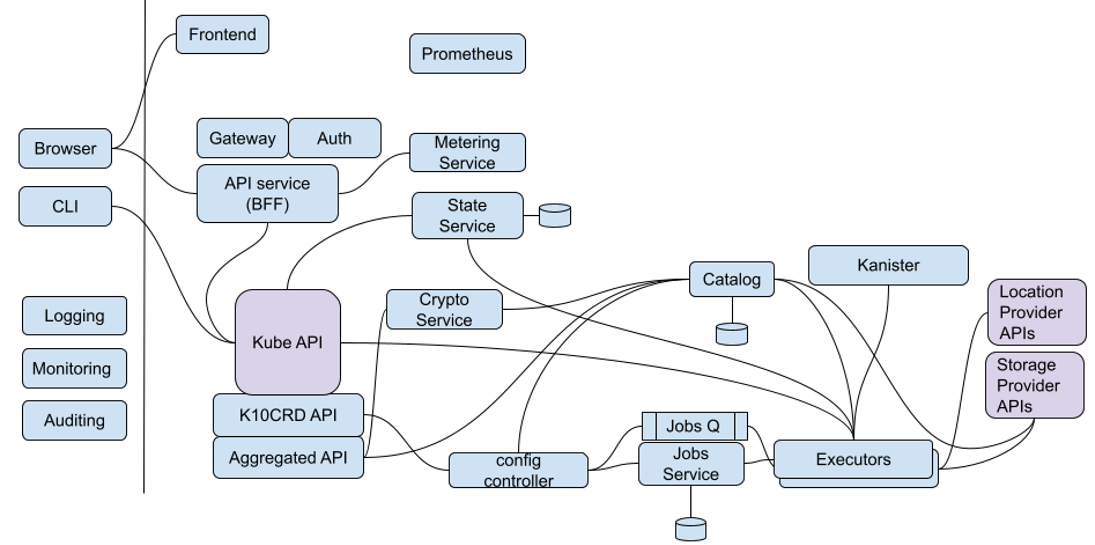 Frontend
Prometheus
Browser
Gateway
Auth
Metering
Service
API service
(BFF)
CLI
State
Service
Kanister
Catalog
Location
Provider
APIs
Logging
Crypto
Service
Kube API
Monitoring
Storage
Provider
APIs
Auditing
K10CRD API
Jobs Q
Aggregated API
config
controller
Jobs
Service
Executors